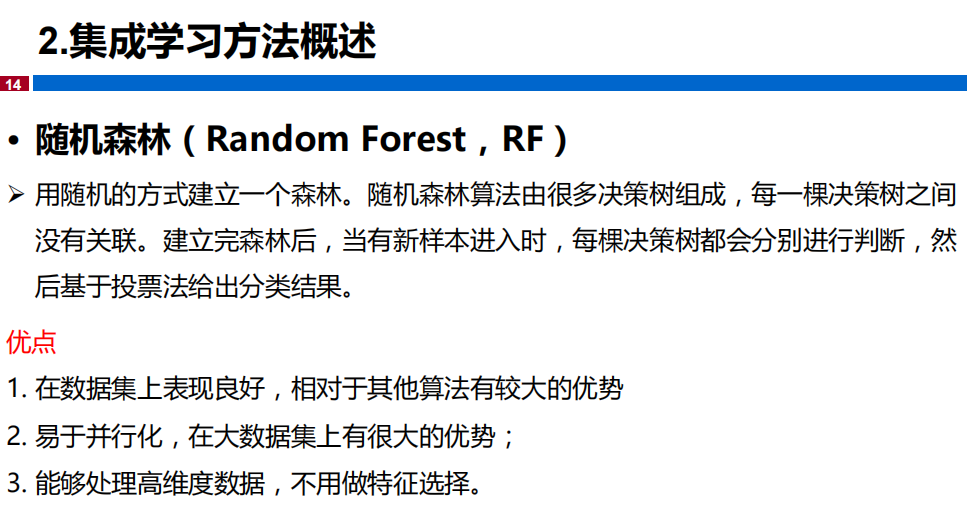 2.集成学习方法概述
14
• 随机森林（Random Forest，RF）
➢ 用随机的方式建立一个森林。随机森林算法由很多决策树组成，每一棵决策树之间
没有关联。建立完森林后，当有新样本进入时，每棵决策树都会分别进行判断，然
后基于投票法给出分类结果。
优点
1. 在数据集上表现良好，相对于其他算法有较大的优势
2. 易于并行化，在大数据集上有很大的优势；
3. 能够处理高维度数据，不用做特征选择。